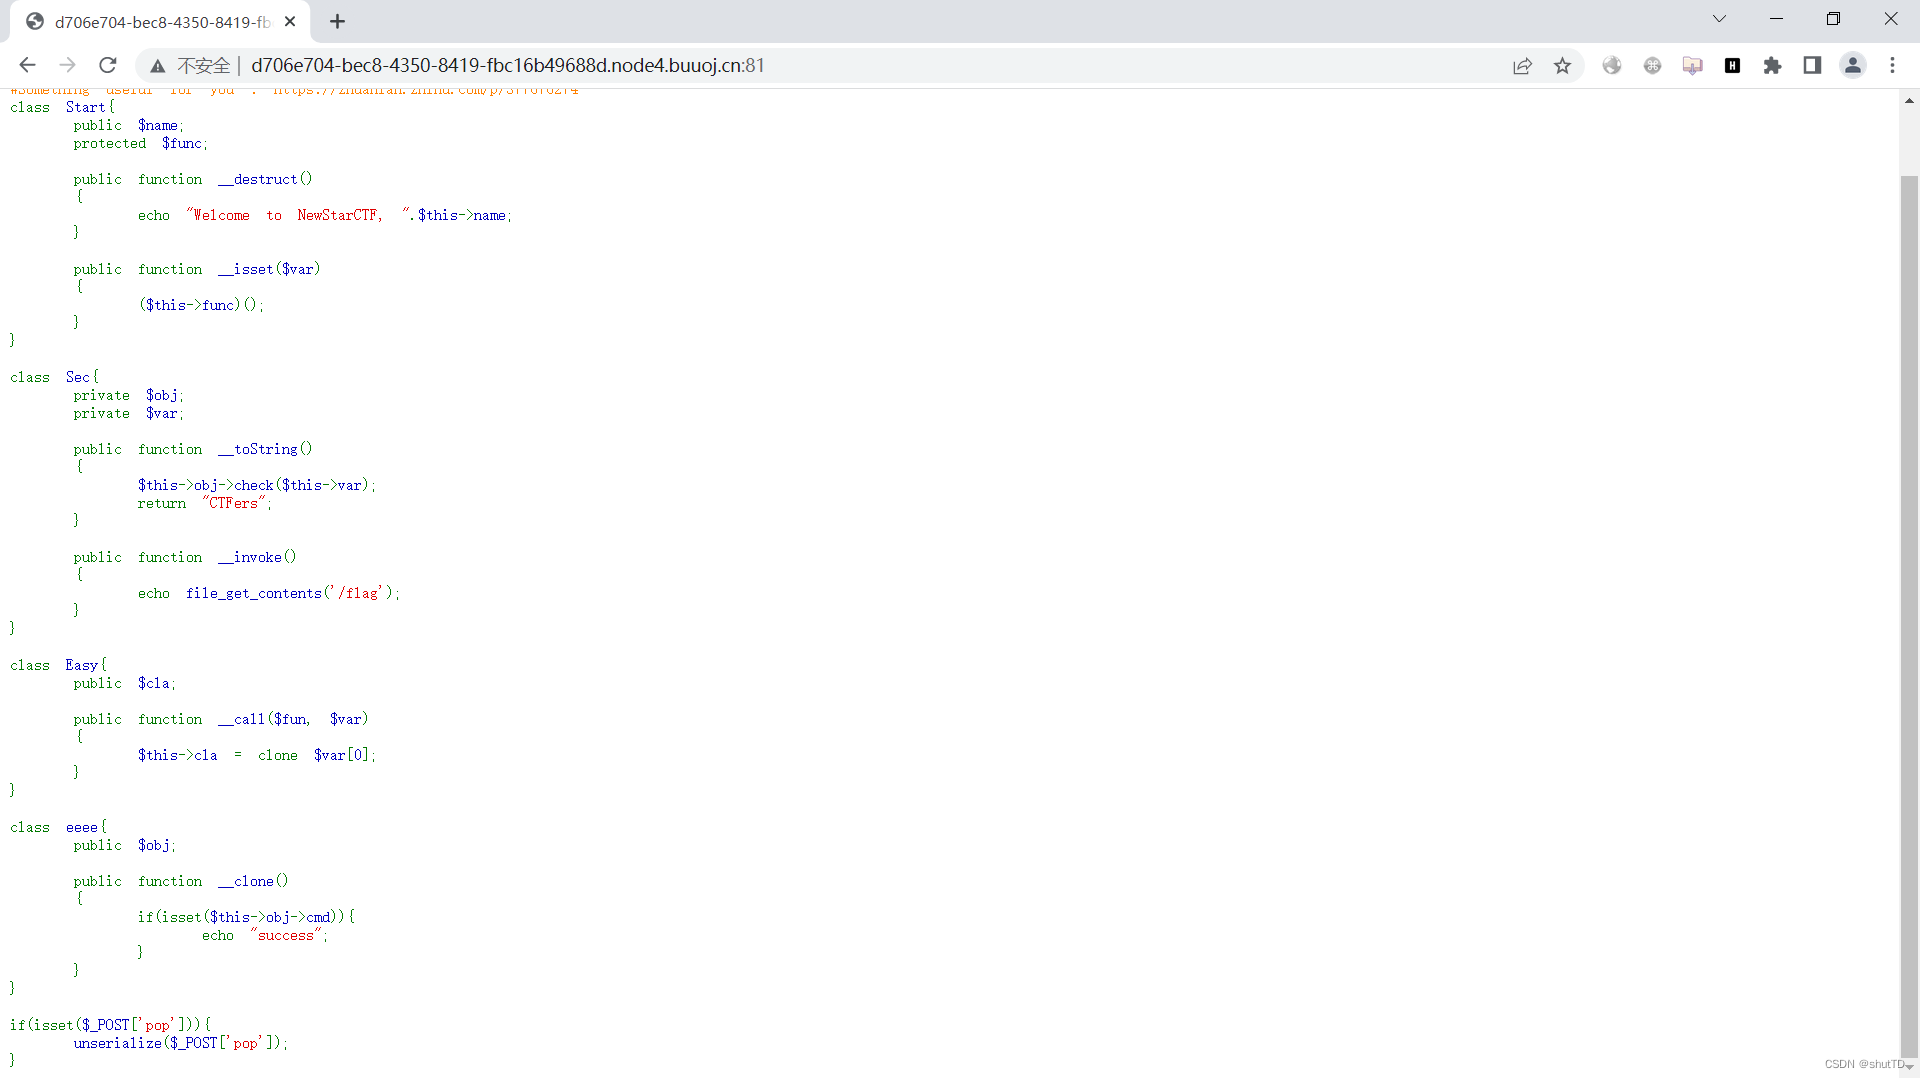 d706e704-bec8-4350-8419-fb
不安全 | d706e704-bec8-4350-8419-fbc16b49688d.node4.buuoj.cn:81
#Something useful for you :
class Start{
public $name;
protected $func;
public function __destruct()
{
echo "Welcome to NewStarCTF, ".$this->name;
}
public function __isset($var)
{
($this->func)();
}
}
class Sec{
private $obj;
private $var;
public function __toString()
{
$this->obj->check($this->var);
return "CTFers";
}
public function __invoke()
{
echo file_get_contents('/flag');
}
}
class Easy{
public $cla;
public function __call($fun, $var)
{
$this->cla = clone $var[0];
}
}
class eeee{
public $obj;
public function __clone()
{
if(isset($this->obj->cmd)){
echo "success";
}
}
}
if(isset($_POST['pop'])){
unserialize($_POST['pop']);
}
CSDN @shutTD